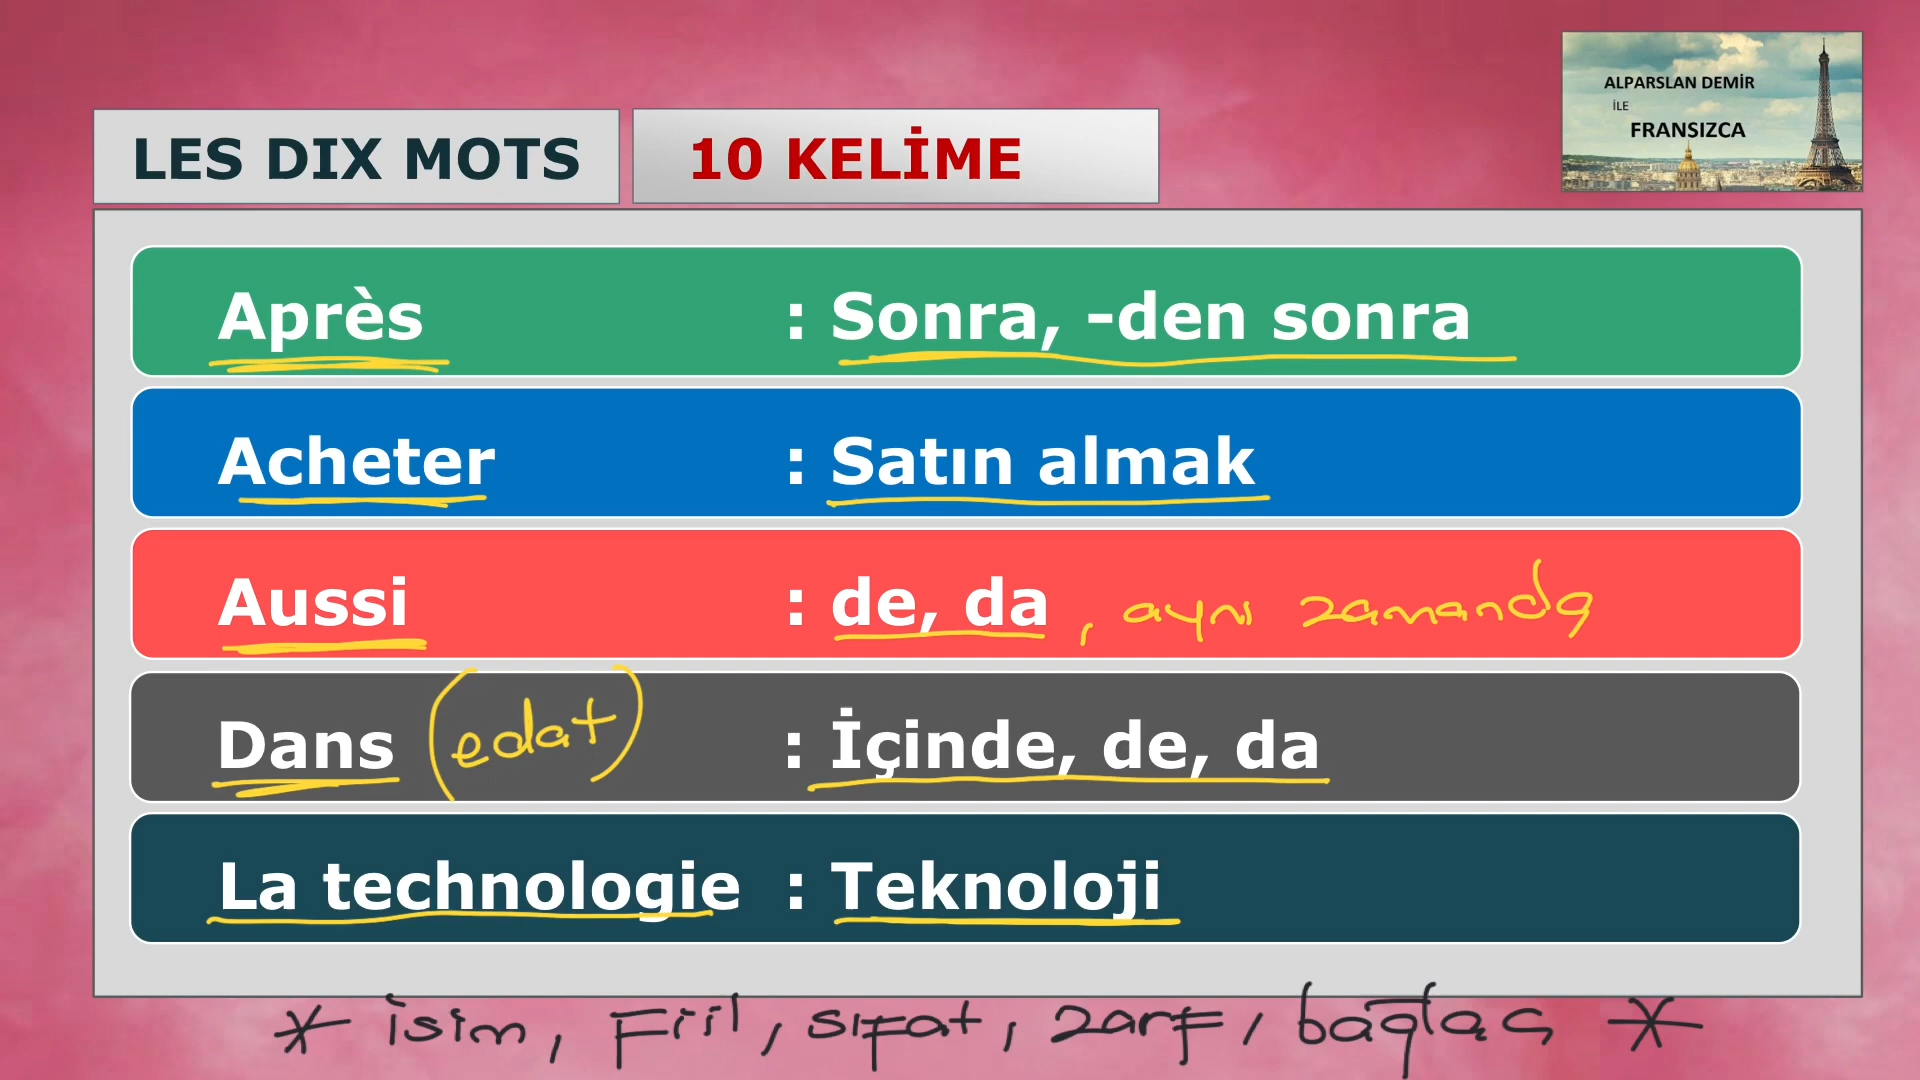 ALPARSLAN DEMİR
İLE
FRANSIZCA
LES DIX MOTS
10 KELİME
Après : Sonra, -den sonra
Acheter : Satın almak
Aussi : de, da , aynı zamanda
Dans (edat) : İçinde, de, da
La technologie : Teknoloji
* isim, Fiil, sıfat, zarf, bağlaç *